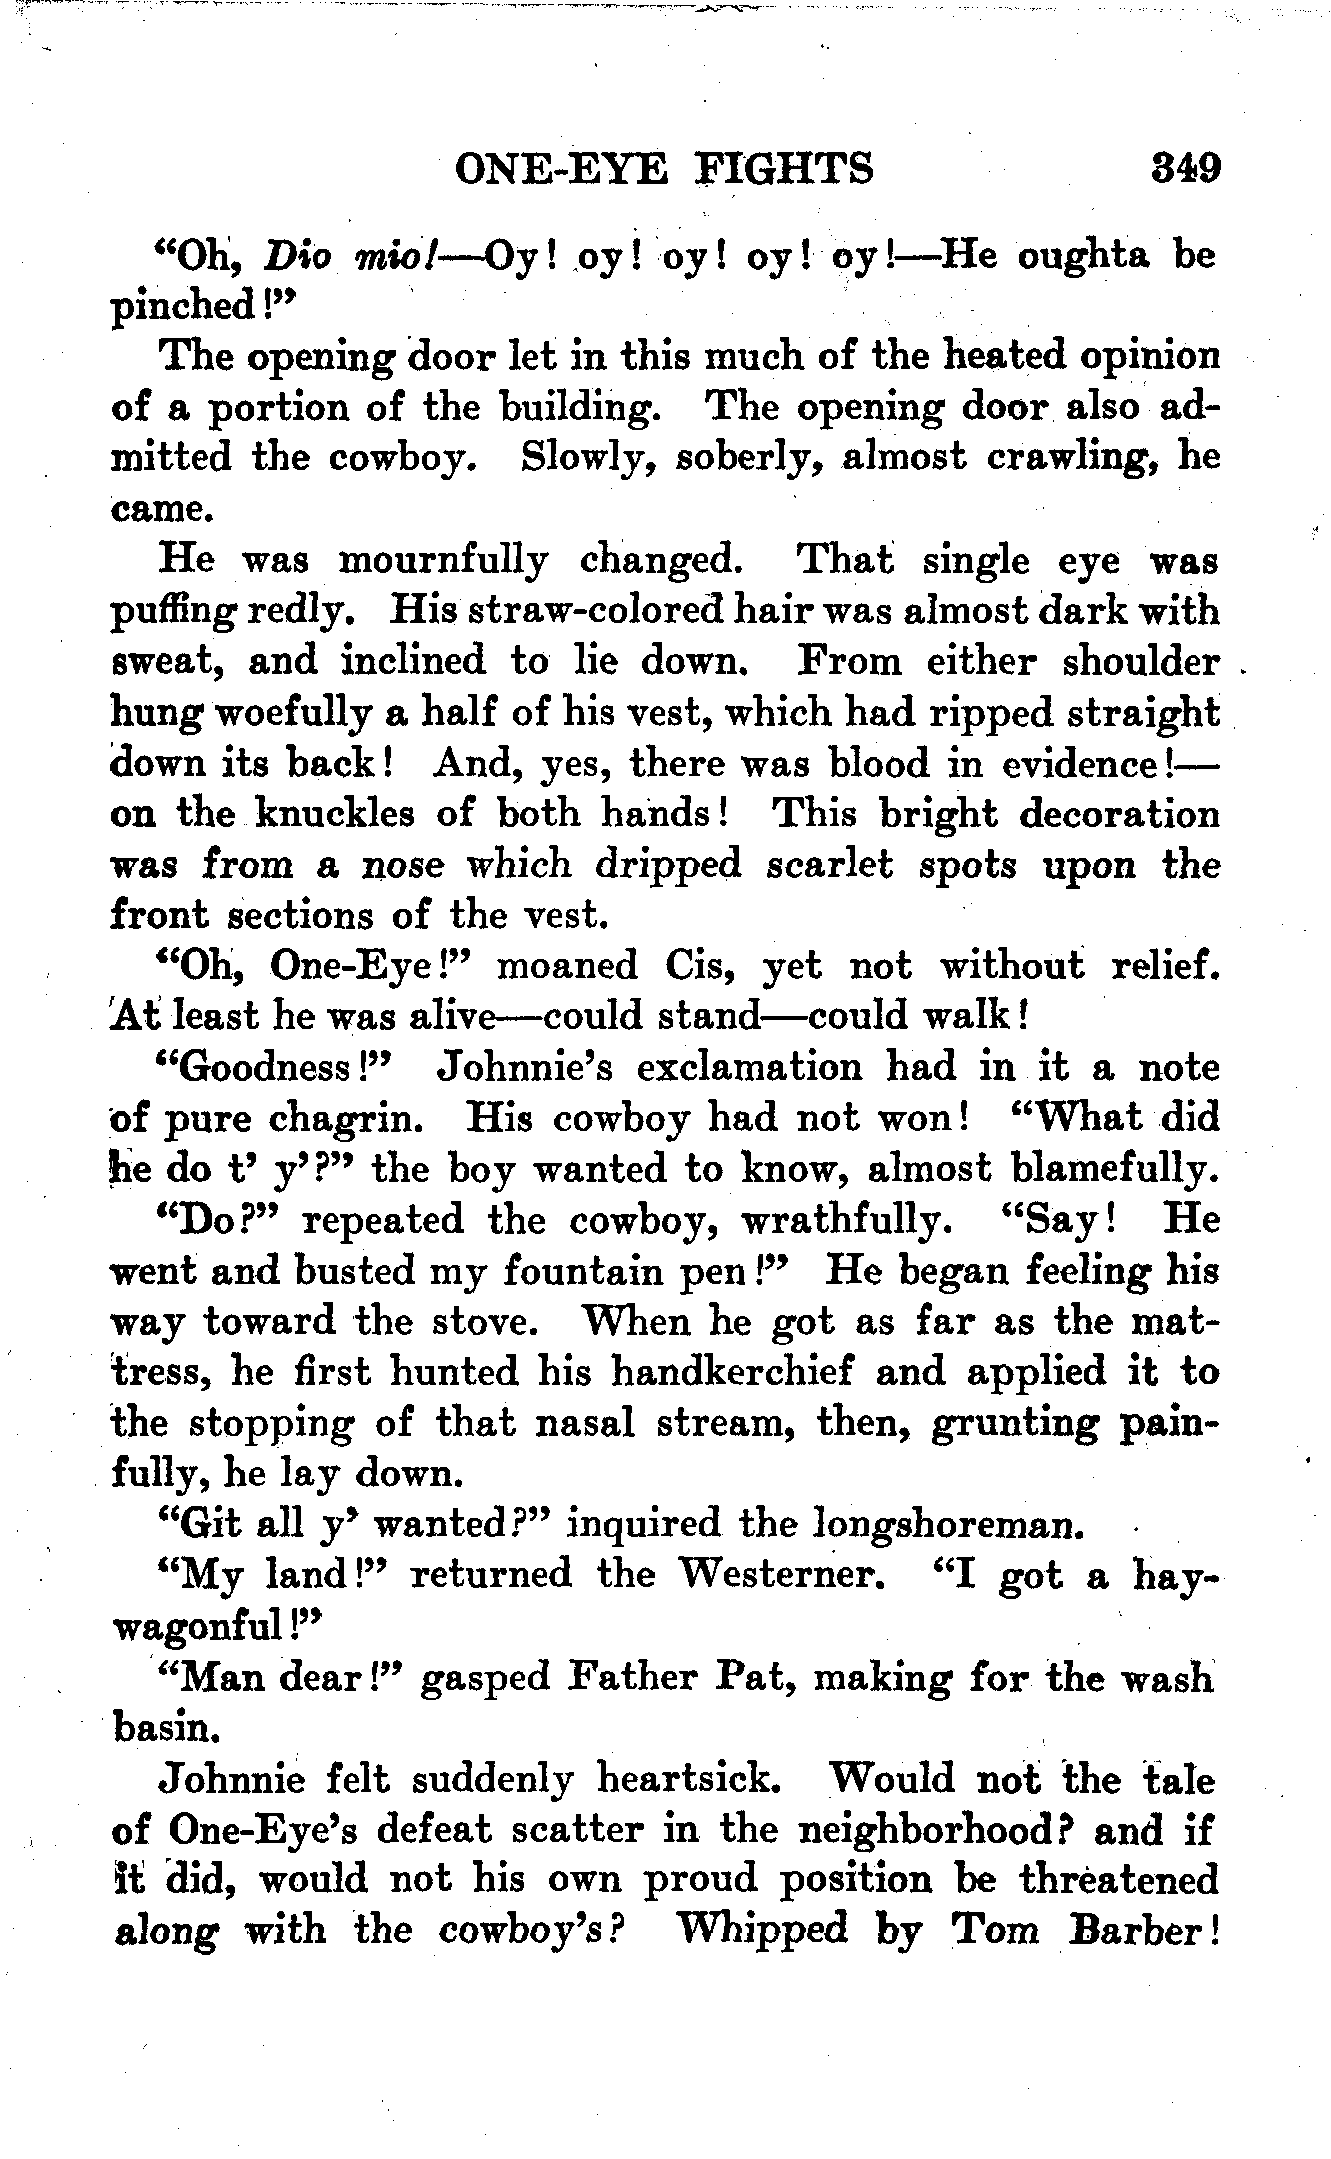 ONE-EYE FIGHTS 349
“Oh, Dio mio!—Oy! oy! oy! oy! oy!—He oughta be
pinched!”
The opening door let in this much of the heated opinion
of a portion of the building. The opening door also ad-
mitted the cowboy. Slowly, soberly, almost crawling, he
came.
He was mournfully changed. That single eye was
puffing redly. His straw-colored hair was almost dark with
sweat, and inclined to lie down. From either shoulder
hung woefully a half of his vest, which had ripped straight
down its back! And, yes, there was blood in evidence!—
on the knuckles of both hands! This bright decoration
was from a nose which dripped scarlet spots upon the
front sections of the vest.
“Oh, One-Eye!” moaned Cis, yet not without relief.
At least he was alive—could stand—could walk!
“Goodness!” Johnnie’s exclamation had in it a note
of pure chagrin. His cowboy had not won! “What did
he do t’ y’?” the boy wanted to know, almost blamefully.
“Do?” repeated the cowboy, wrathfully. “Say! He
went and busted my fountain pen!” He began feeling his
way toward the stove. When he got as far as the mat-
tress, he first hunted his handkerchief and applied it to
the stopping of that nasal stream, then, grunting pain-
fully, he lay down.
“Git all y’ wanted?” inquired the longshoreman.
“My land!” returned the Westerner. “I got a hay-
wagonful!”
“Man dear!” gasped Father Pat, making for the wash
basin.
Johnnie felt suddenly heartsick. Would not the tale
of One-Eye’s defeat scatter in the neighborhood? and if
it did, would not his own proud position be threatened
along with the cowboy’s? Whipped by Tom Barber!